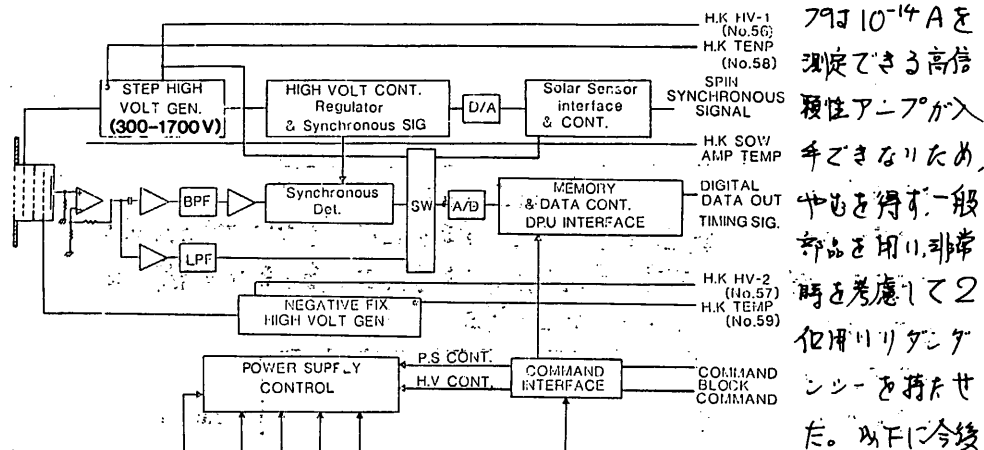 H.K HV-1
(No.56)
H.K TENP
(No.58)
STEP HIGH
VOLT GEN.
(300-1700V)
HIGH VOLT CONT.
Regulator
& Synchronous SIG
D/A
Solar Sensor
interface
& CONT.
SPIN
SYNCHRONOUS
SIGNAL
H.K SOW
AMP TEMP
BPF
Synchronous
Det.
SW
A/D
MEMORY
& DATA CONT.
DPU INTERFACE
DIGITAL
DATA OUT
TIMING SIG.
LPF
H.K HV-2
(No.57)
H.K TEMP
(No.59)
NEGATIVE FIX
HIGH VOLT GEN
POWER SUPPLY
CONTROL
P.S CONT.
H.V CONT.
COMMAND
INTERFACE
COMMAND
BLOCK
COMMAND
プは10⁻¹⁴ Aを
測定できる高信
頼性アンプが入
手できないため,
やむを得ず,一般
部品を用い,非常
時を考慮して2
個用いリダンダ
ンシーを持たせ
た。以下に今後